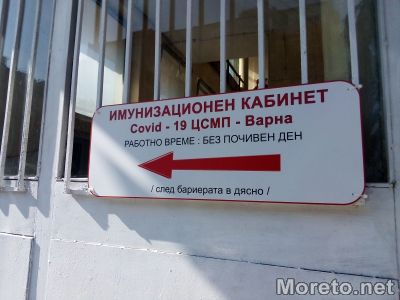 ИМУНИЗАЦИОНЕН КАБИНЕТ
Covid - 19 ЦСМП - Варна
РАБОТНО ВРЕМЕ : БЕЗ ПОЧИВЕН ДЕН
/ след бариерата в дясно /
Moreto.net